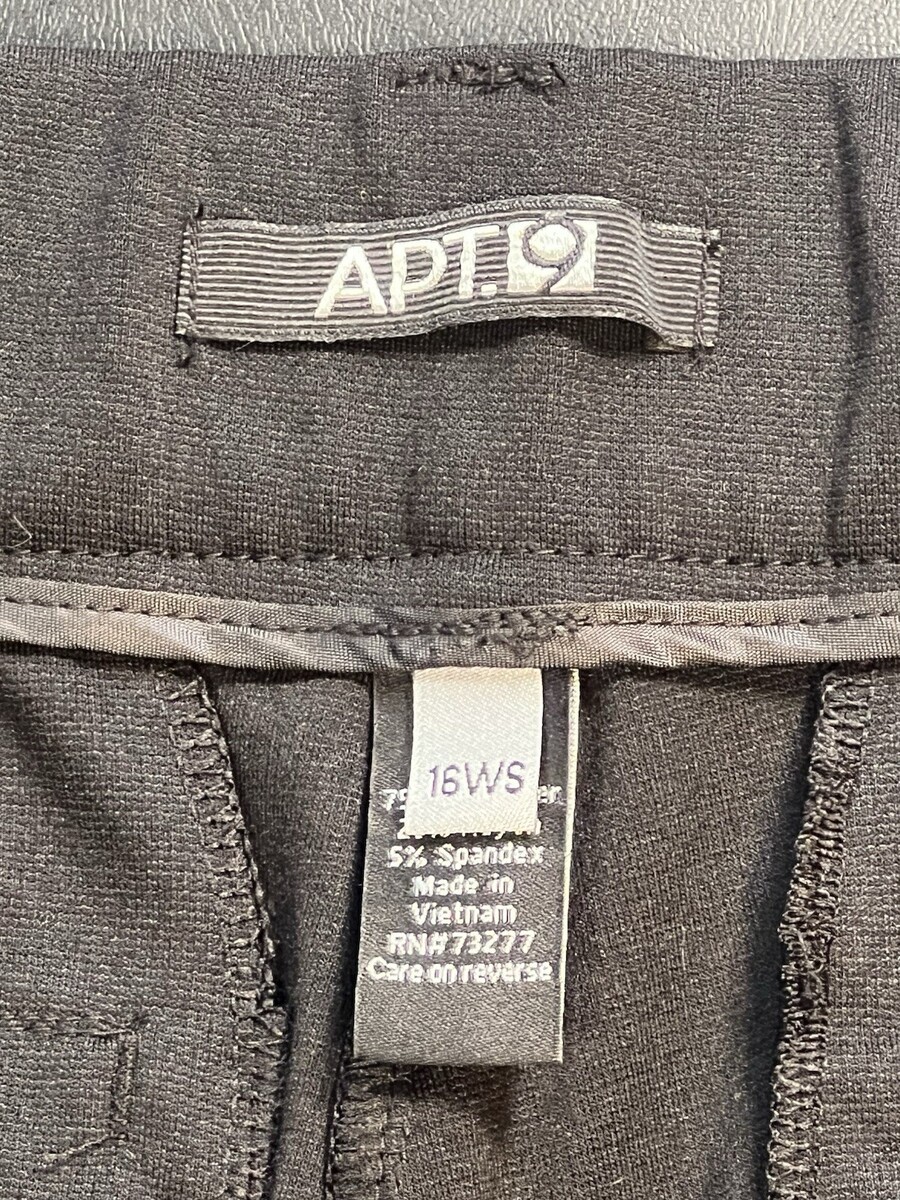 APT.9
16WS
5% Spandex
Made in
Vietnam
RN#73277
Care on reverse